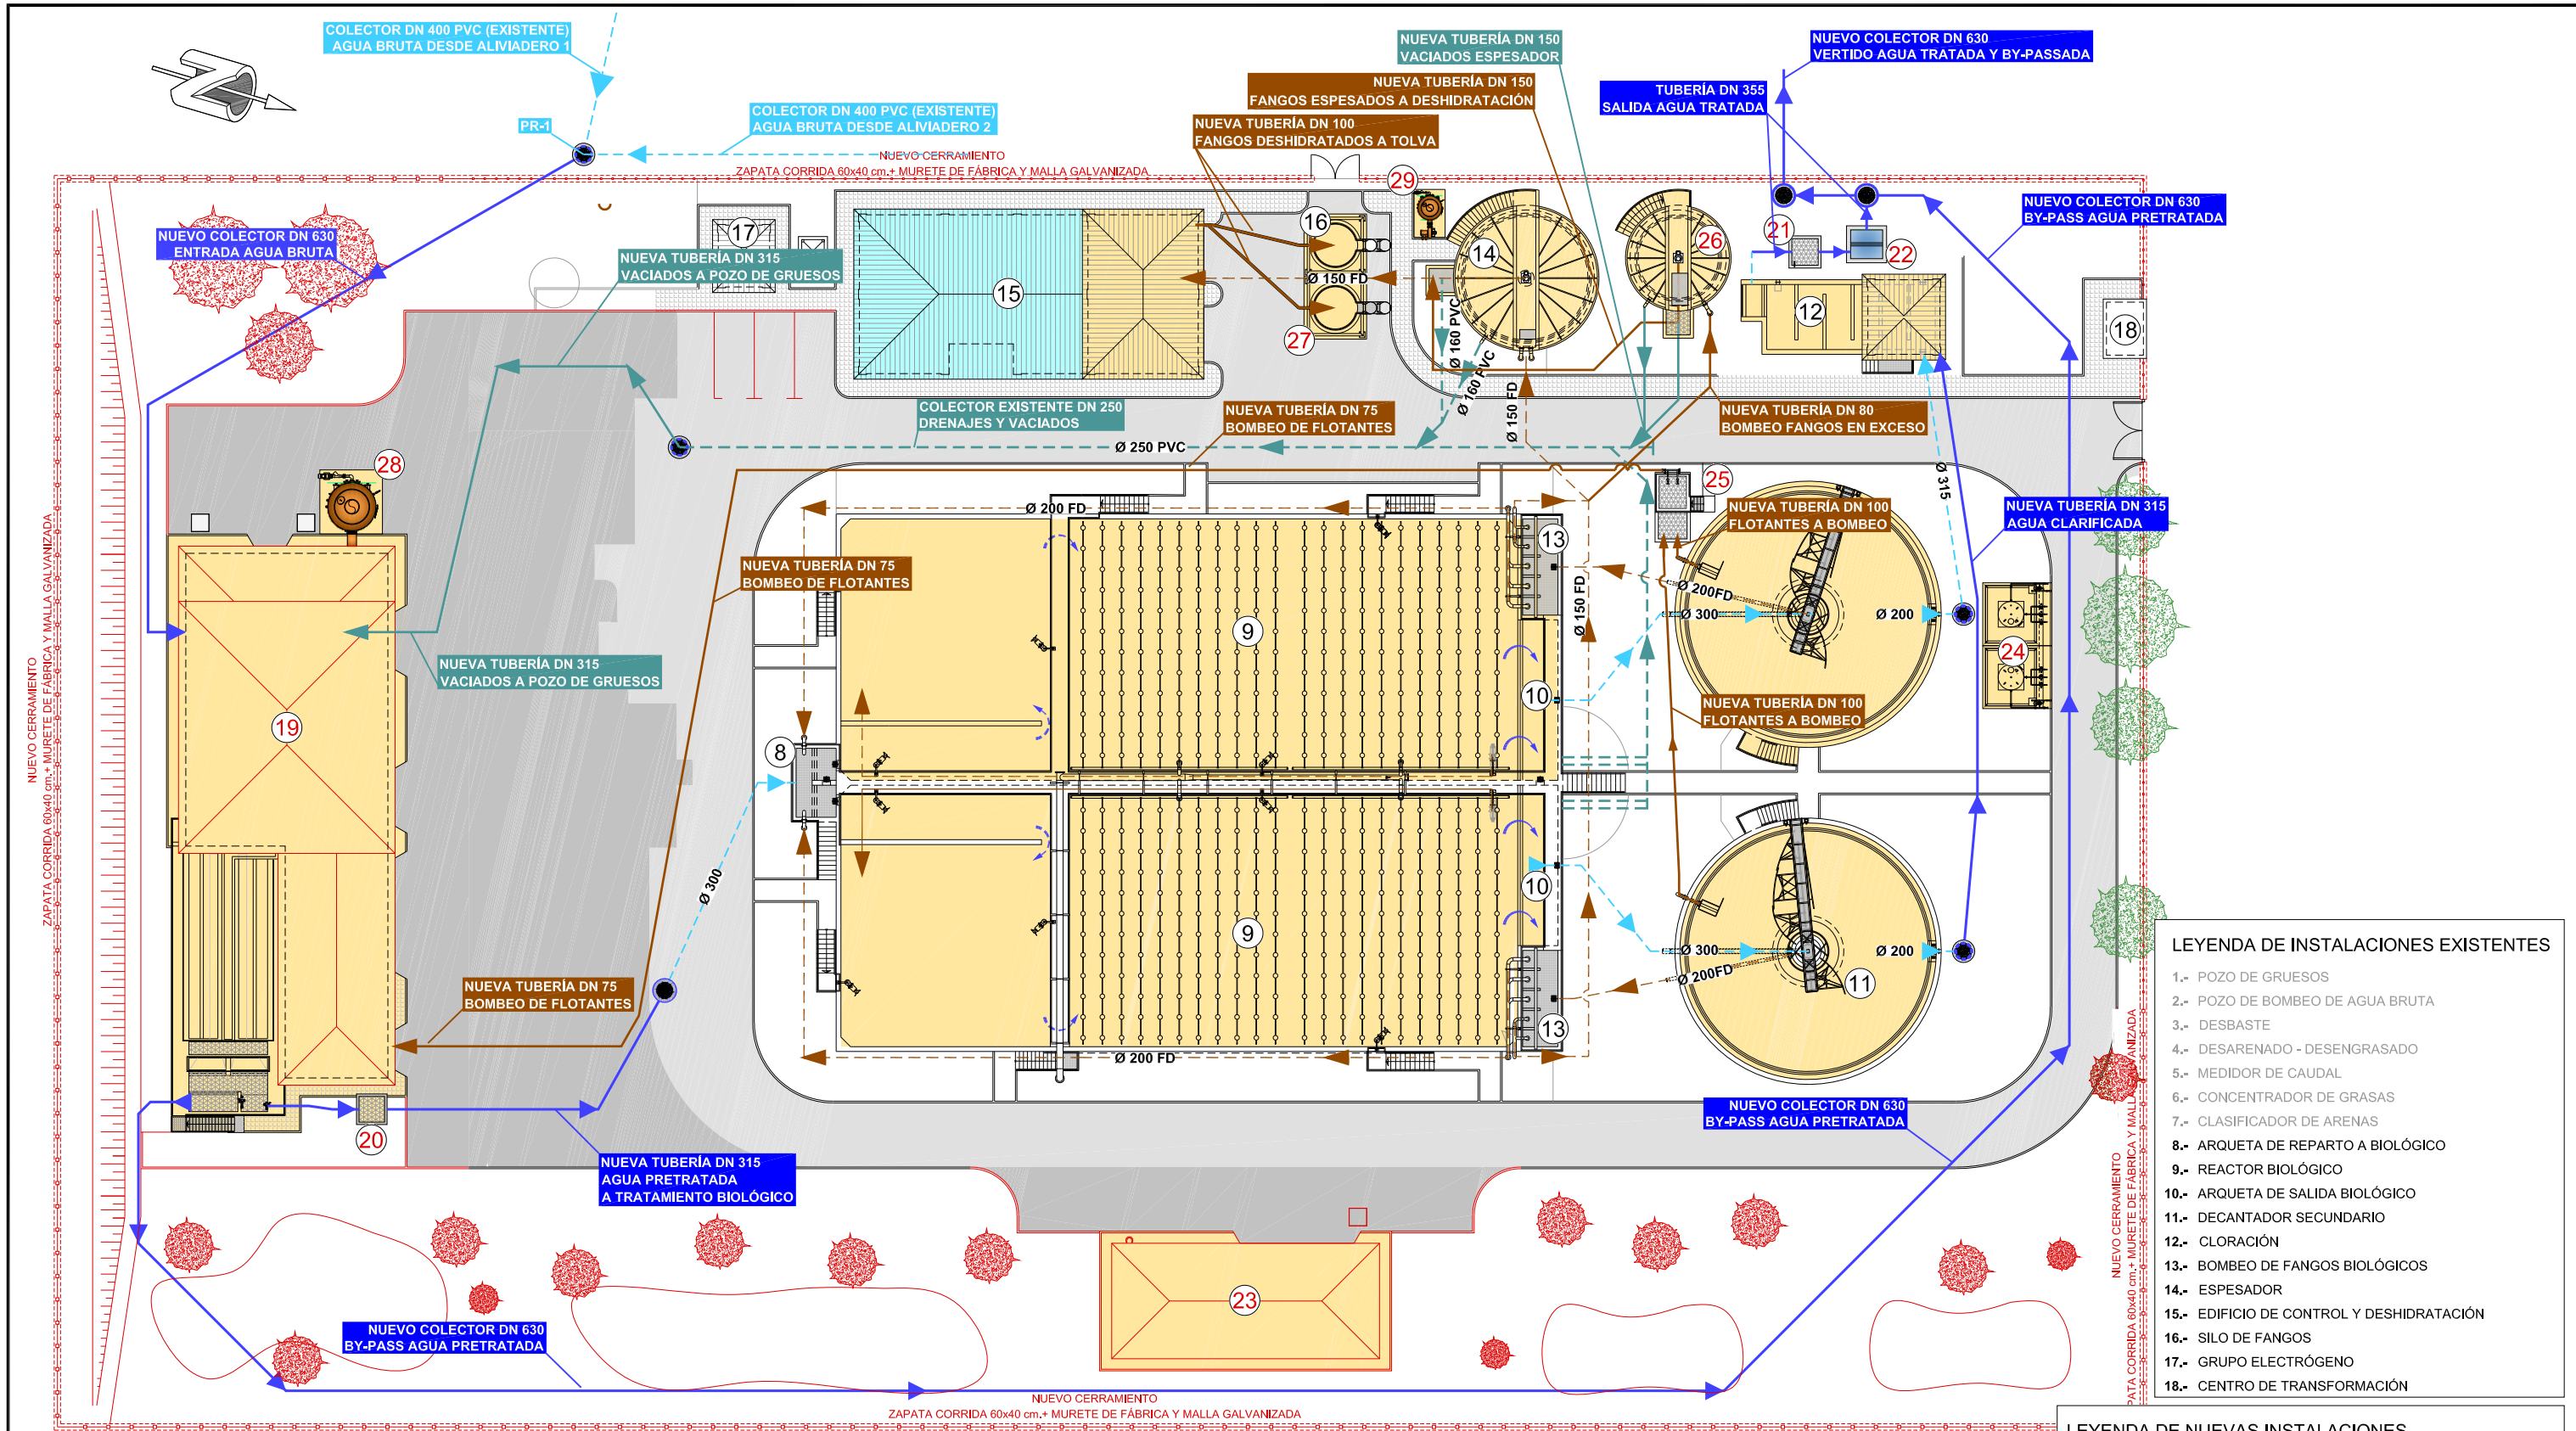 COLECTOR DN 400 PVC (EXISTENTE)
AGUA BRUTA DESDE ALIVIADERO 1
NUEVA TUBERÍA DN 150
VACIADOS ESPESADOR
NUEVO COLECTOR DN 630
VERTIDO AGUA TRATADA Y BY-PASSADA
NUEVA TUBERÍA DN 150
FANGOS ESPESADOS A DESHIDRATACIÓN
TUBERÍA DN 355
SALIDA AGUA TRATADA
COLECTOR DN 400 PVC (EXISTENTE)
AGUA BRUTA DESDE ALIVIADERO 2
PR-1
NUEVA TUBERÍA DN 100
FANGOS DESHIDRATADOS A TOLVA
NUEVO CERRAMIENTO
ZAPATA CORRIDA 60x40 cm.+ MURETE DE FÁBRICA Y MALLA GALVANIZADA
29
NUEVO COLECTOR DN 630
BY-PASS AGUA PRETRATADA
NUEVO COLECTOR DN 630
ENTRADA AGUA BRUTA
17
16
14
26
21
22
NUEVA TUBERÍA DN 315
VACIADOS A POZO DE GRUESOS
15
Ø 150 FD
27
12
18
Ø 160 PVC
Ø 160 PVC
Ø 150 FD
COLECTOR EXISTENTE DN 250
DRENAJES Y VACIADOS
NUEVA TUBERÍA DN 75
BOMBEO DE FLOTANTES
NUEVA TUBERÍA DN 80
BOMBEO FANGOS EN EXCESO
Ø 250 PVC
28
25
Ø 315
Ø 200 FD
NUEVA TUBERÍA DN 100
FLOTANTES A BOMBEO
NUEVA TUBERÍA DN 315
AGUA CLARIFICADA
13
NUEVA TUBERÍA DN 75
BOMBEO DE FLOTANTES
Ø 200FD
Ø 150 FD
Ø 300
Ø 200
9
24
NUEVA TUBERÍA DN 315
VACIADOS A POZO DE GRUESOS
10
NUEVA TUBERÍA DN 100
FLOTANTES A BOMBEO
NUEVO CERRAMIENTO
ZAPATA CORRIDA 60x40 cm.+ MURETE DE FÁBRICA Y MALLA GALVANIZADA
19
8
Ø 300
10
9
Ø 300
Ø 200
Ø 200FD
11
NUEVA TUBERÍA DN 75
BOMBEO DE FLOTANTES
13
Ø 200 FD
20
NUEVO COLECTOR DN 630
BY-PASS AGUA PRETRATADA
NUEVA TUBERÍA DN 315
AGUA PRETRATADA
A TRATAMIENTO BIOLÓGICO
23
NUEVO COLECTOR DN 630
BY-PASS AGUA PRETRATADA
NUEVO CERRAMIENTO
ZAPATA CORRIDA 60x40 cm.+ MURETE DE FÁBRICA Y MALLA GALVANIZADA
NUEVO CERRAMIENTO
ZAPATA CORRIDA 60x40 cm.+ MURETE DE FÁBRICA Y MALLA GALVANIZADA
LEYENDA DE INSTALACIONES EXISTENTES
1.- POZO DE GRUESOS
2.- POZO DE BOMBEO DE AGUA BRUTA
3.- DESBASTE
4.- DESARENADO - DESENGRASADO
5.- MEDIDOR DE CAUDAL
6.- CONCENTRADOR DE GRASAS
7.- CLASIFICADOR DE ARENAS
8.- ARQUETA DE REPARTO A BIOLÓGICO
9.- REACTOR BIOLÓGICO
10.- ARQUETA DE SALIDA BIOLÓGICO
11.- DECANTADOR SECUNDARIO
12.- CLORACIÓN
13.- BOMBEO DE FANGOS BIOLÓGICOS
14.- ESPESADOR
15.- EDIFICIO DE CONTROL Y DESHIDRATACIÓN
16.- SILO DE FANGOS
17.- GRUPO ELECTRÓGENO
18.- CENTRO DE TRANSFORMACIÓN
LEYENDA DE NUEVAS INSTALACIONES